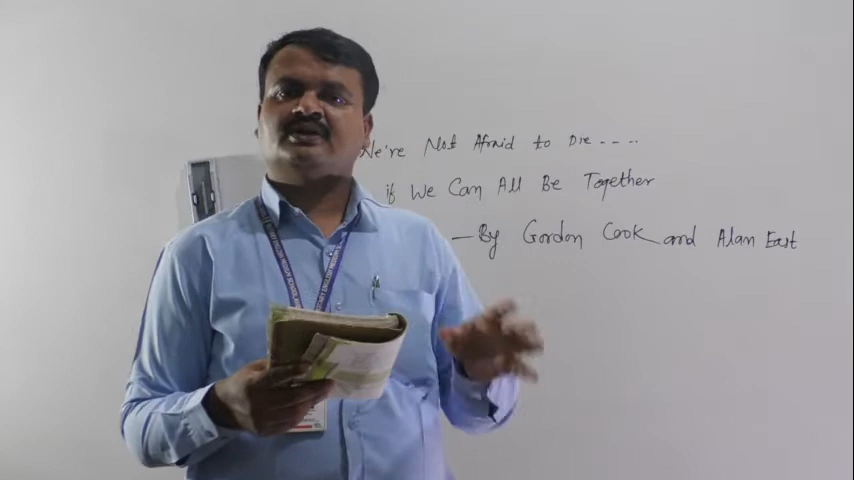 We're Not Afraid to Die....
if We Can All Be Together
— By Gordon Cook and Alan East